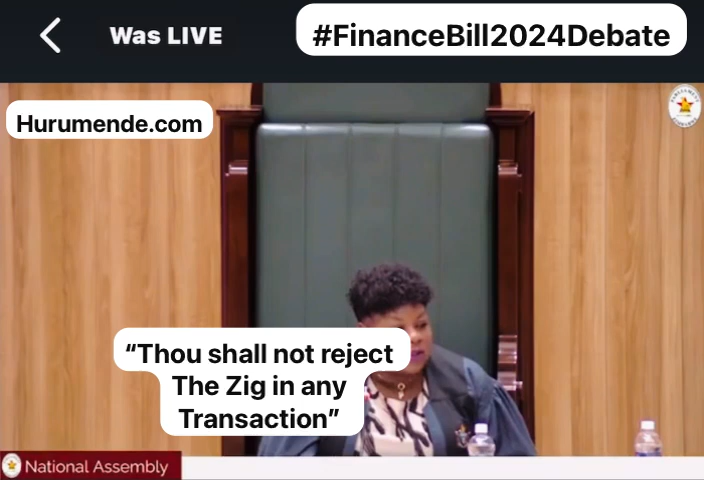 Was LIVE
#FinanceBill2024Debate
Hurumende.com
“Thou shall not reject
The Zig in any
Transaction”
National Assembly